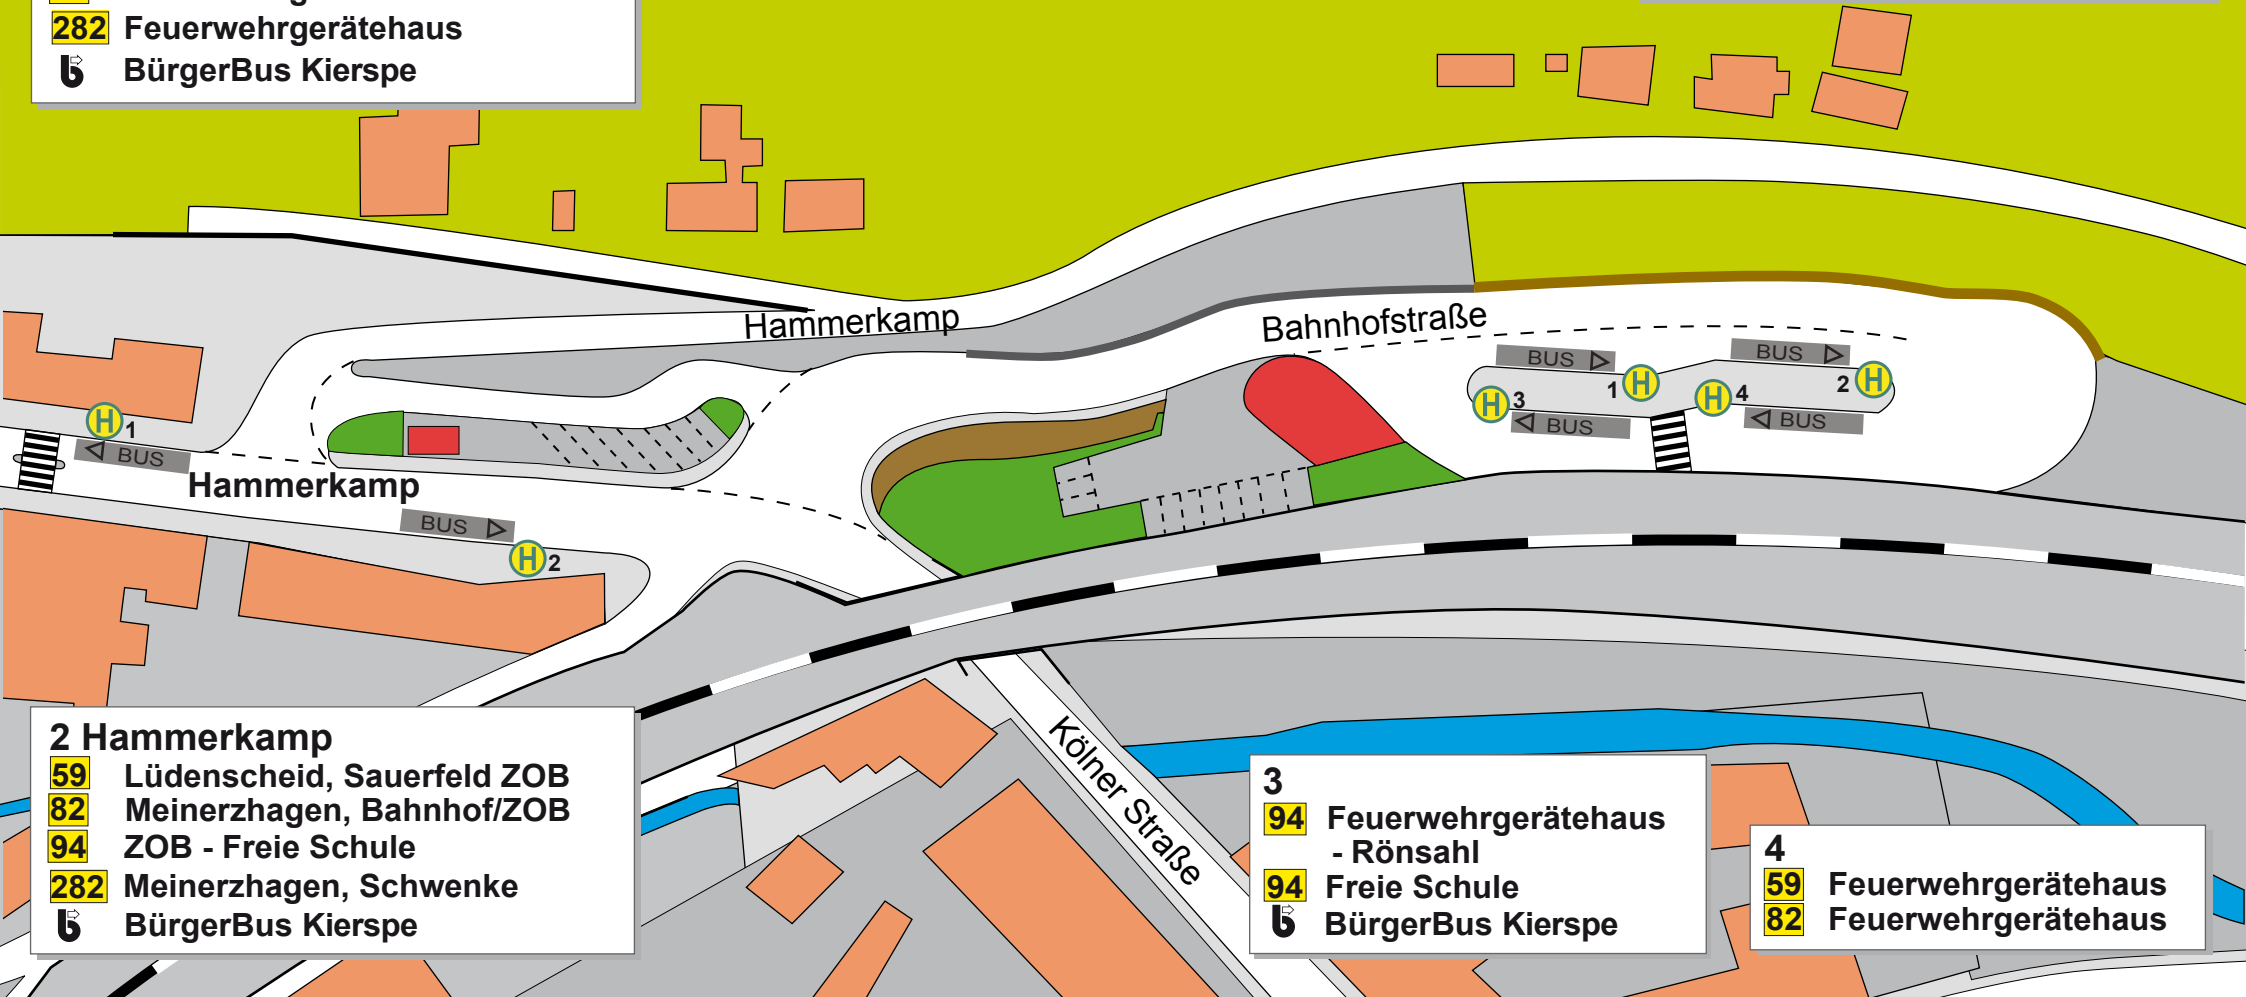 282 Feuerwehrgerätehaus
BürgerBus Kierspe
Hammerkamp
Bahnhofstraße
BUS
BUS
1
2
3
4
BUS
BUS
1
BUS
Hammerkamp
BUS
2
H
H
H
H
H
H
Kölner Straße
2 Hammerkamp
59 Lüdenscheid, Sauerfeld ZOB
82 Meinerzhagen, Bahnhof/ZOB
94 ZOB - Freie Schule
282 Meinerzhagen, Schwenke
BürgerBus Kierspe
3
94 Feuerwehrgerätehaus
- Rönsahl
94 Freie Schule
BürgerBus Kierspe
4
59 Feuerwehrgerätehaus
82 Feuerwehrgerätehaus